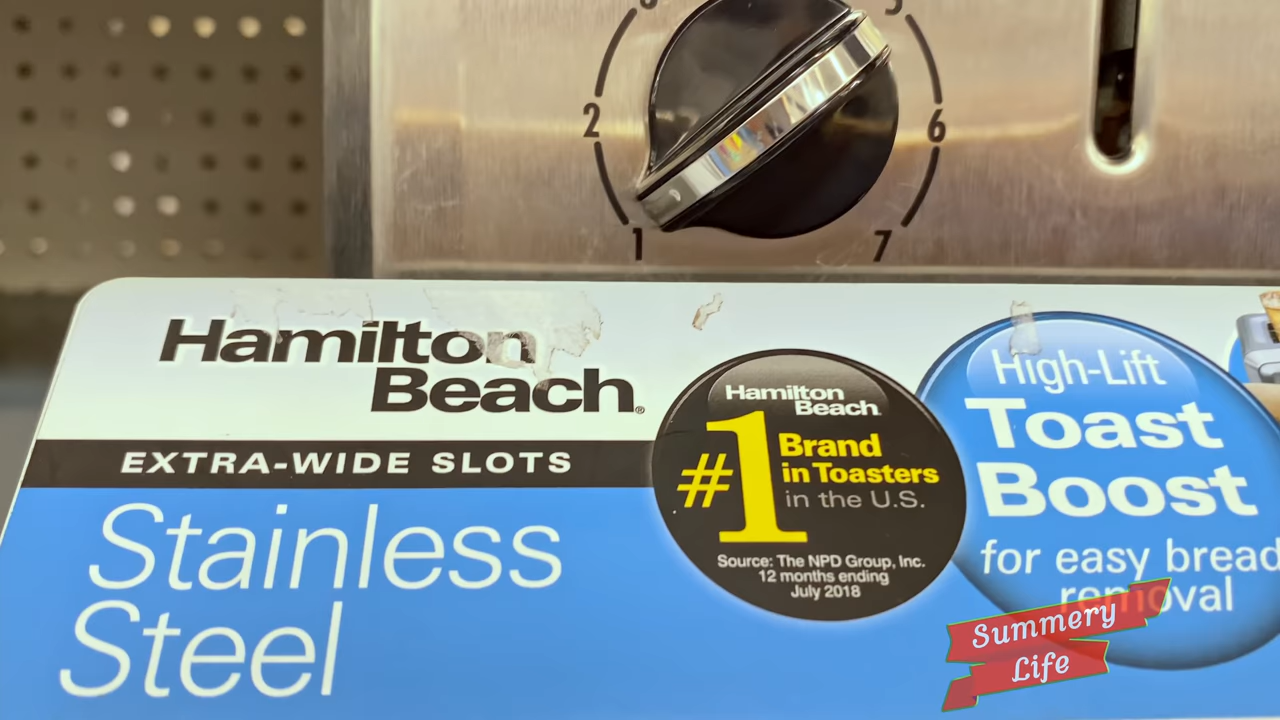 2
6
1
7
Hamilton
Beach®
EXTRA-WIDE SLOTS
Stainless
Steel
Hamilton
Beach
#1
Brand
in Toasters
in the U.S.
Source: The NPD Group, Inc.
12 months ending
July 2018
High-Lift
Toast
Boost
for easy bread
removal
Summery
Life